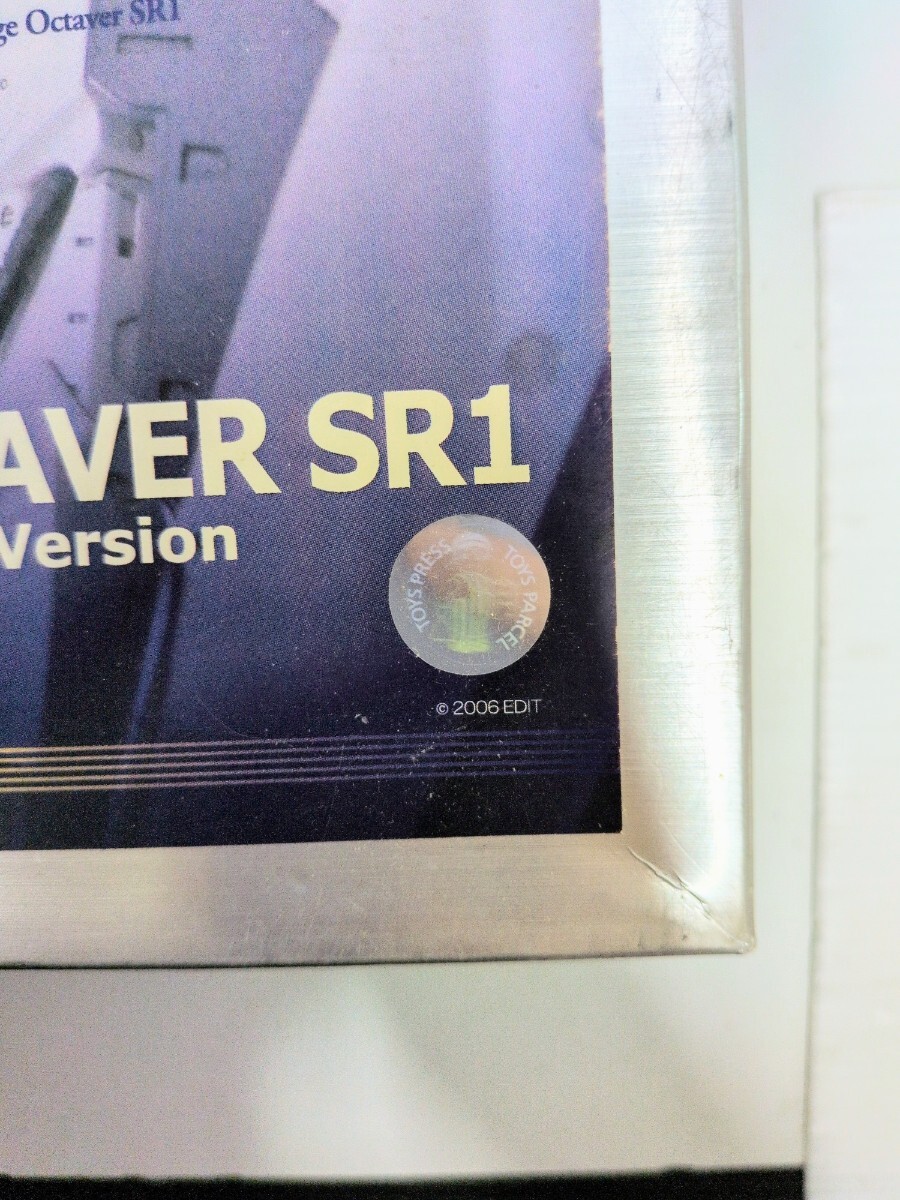 ge Octaver SR1
AVER SR1
Version
TOYS PRESS TOYS PARCEL
© 2006 EDIT